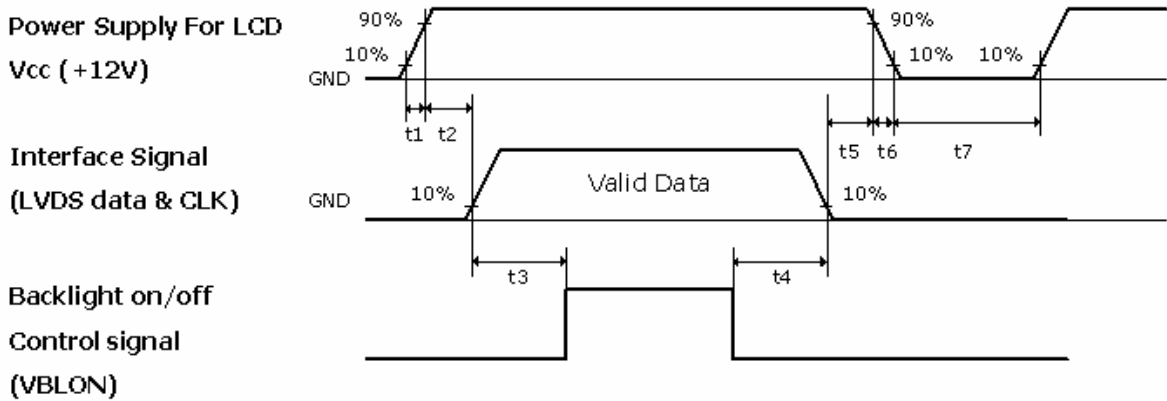 Power Supply For LCD
Vcc (+12V)
90%
10%
GND
90%
10%
10%
t1
t2
t5
t6
t7
Interface Signal
(LVDS data & CLK)
10%
GND
Valid Data
10%
t3
t4
Backlight on/off
Control signal
(VBLON)